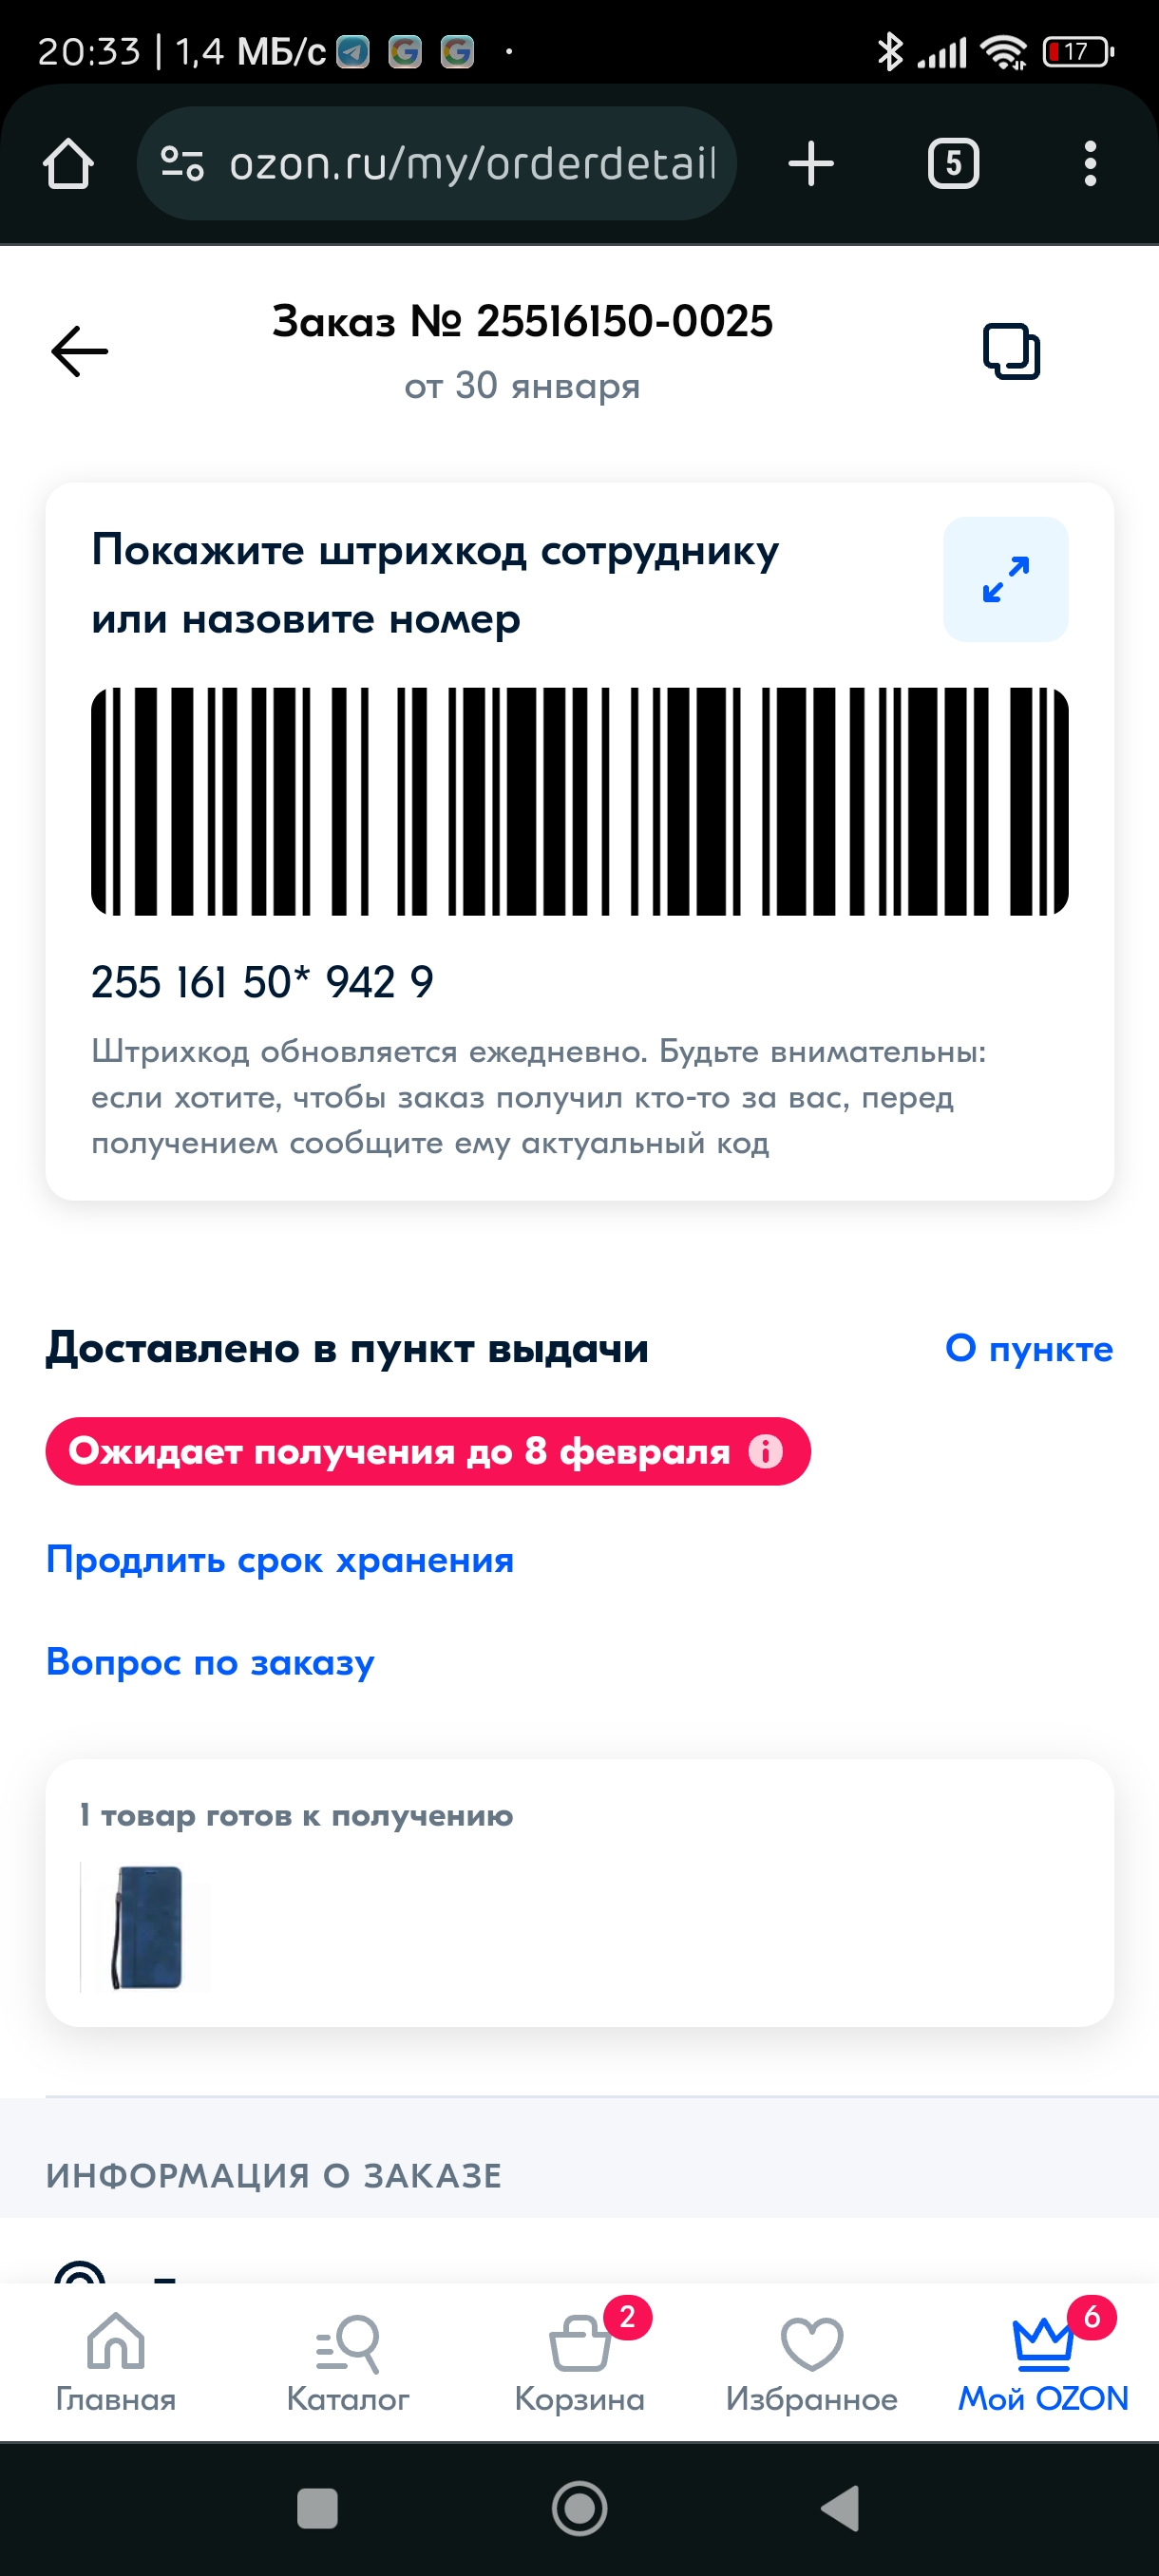 20:33 | 1,4 МБ/с
17
ozon.ru/my/orderdetail
5
Заказ № 25516150-0025
от 30 января
Покажите штрихкод сотруднику
или назовите номер
255 161 50* 942 9
Штрихкод обновляется ежедневно. Будьте внимательны:
если хотите, чтобы заказ получил кто-то за вас, перед
получением сообщите ему актуальный код
Доставлено в пункт выдачи
О пункте
Ожидает получения до 8 февраля
Продлить срок хранения
Вопрос по заказу
1 товар готов к получению
ИНФОРМАЦИЯ О ЗАКАЗЕ
2
6
Главная
Каталог
Корзина
Избранное
Мой OZON